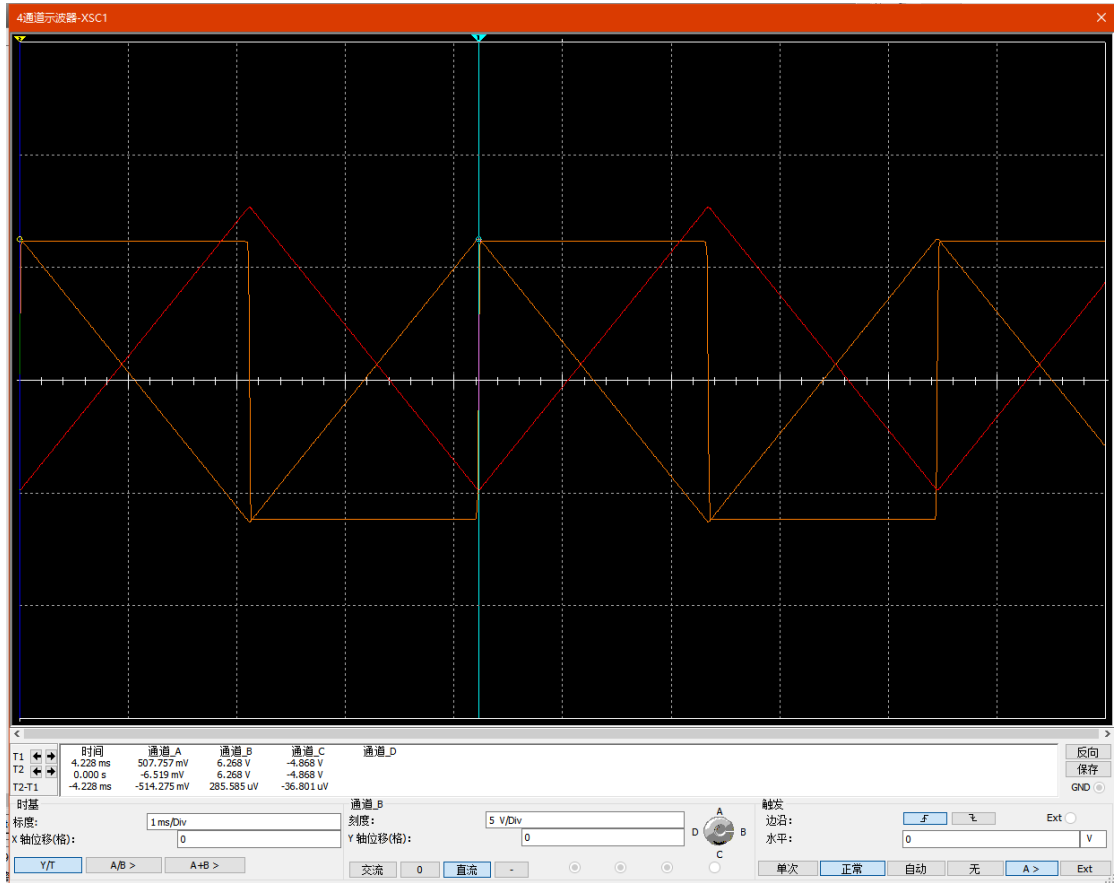 4通道示波器-XSC1
时间 通道_A 通道_B 通道_C 通道_D
T1 4.228 ms 507.757 mV 6.268 V -4.868 V
T2 0.000 s -6.519 mV 6.268 V -4.868 V
T2-T1 -4.228 ms -514.275 mV 285.585 uV -36.801 uV
反向
保存
GND
时基
标度: 1 ms/Div
X 轴位移(格): 0
Y/T A/B > A+B >
通道_B
刻度: 5 V/Div
Y 轴位移(格): 0
交流 0 直流 -
A
D B
C
触发
边沿: Ext
水平: 0 V
单次 正常 自动 无 A > Ext